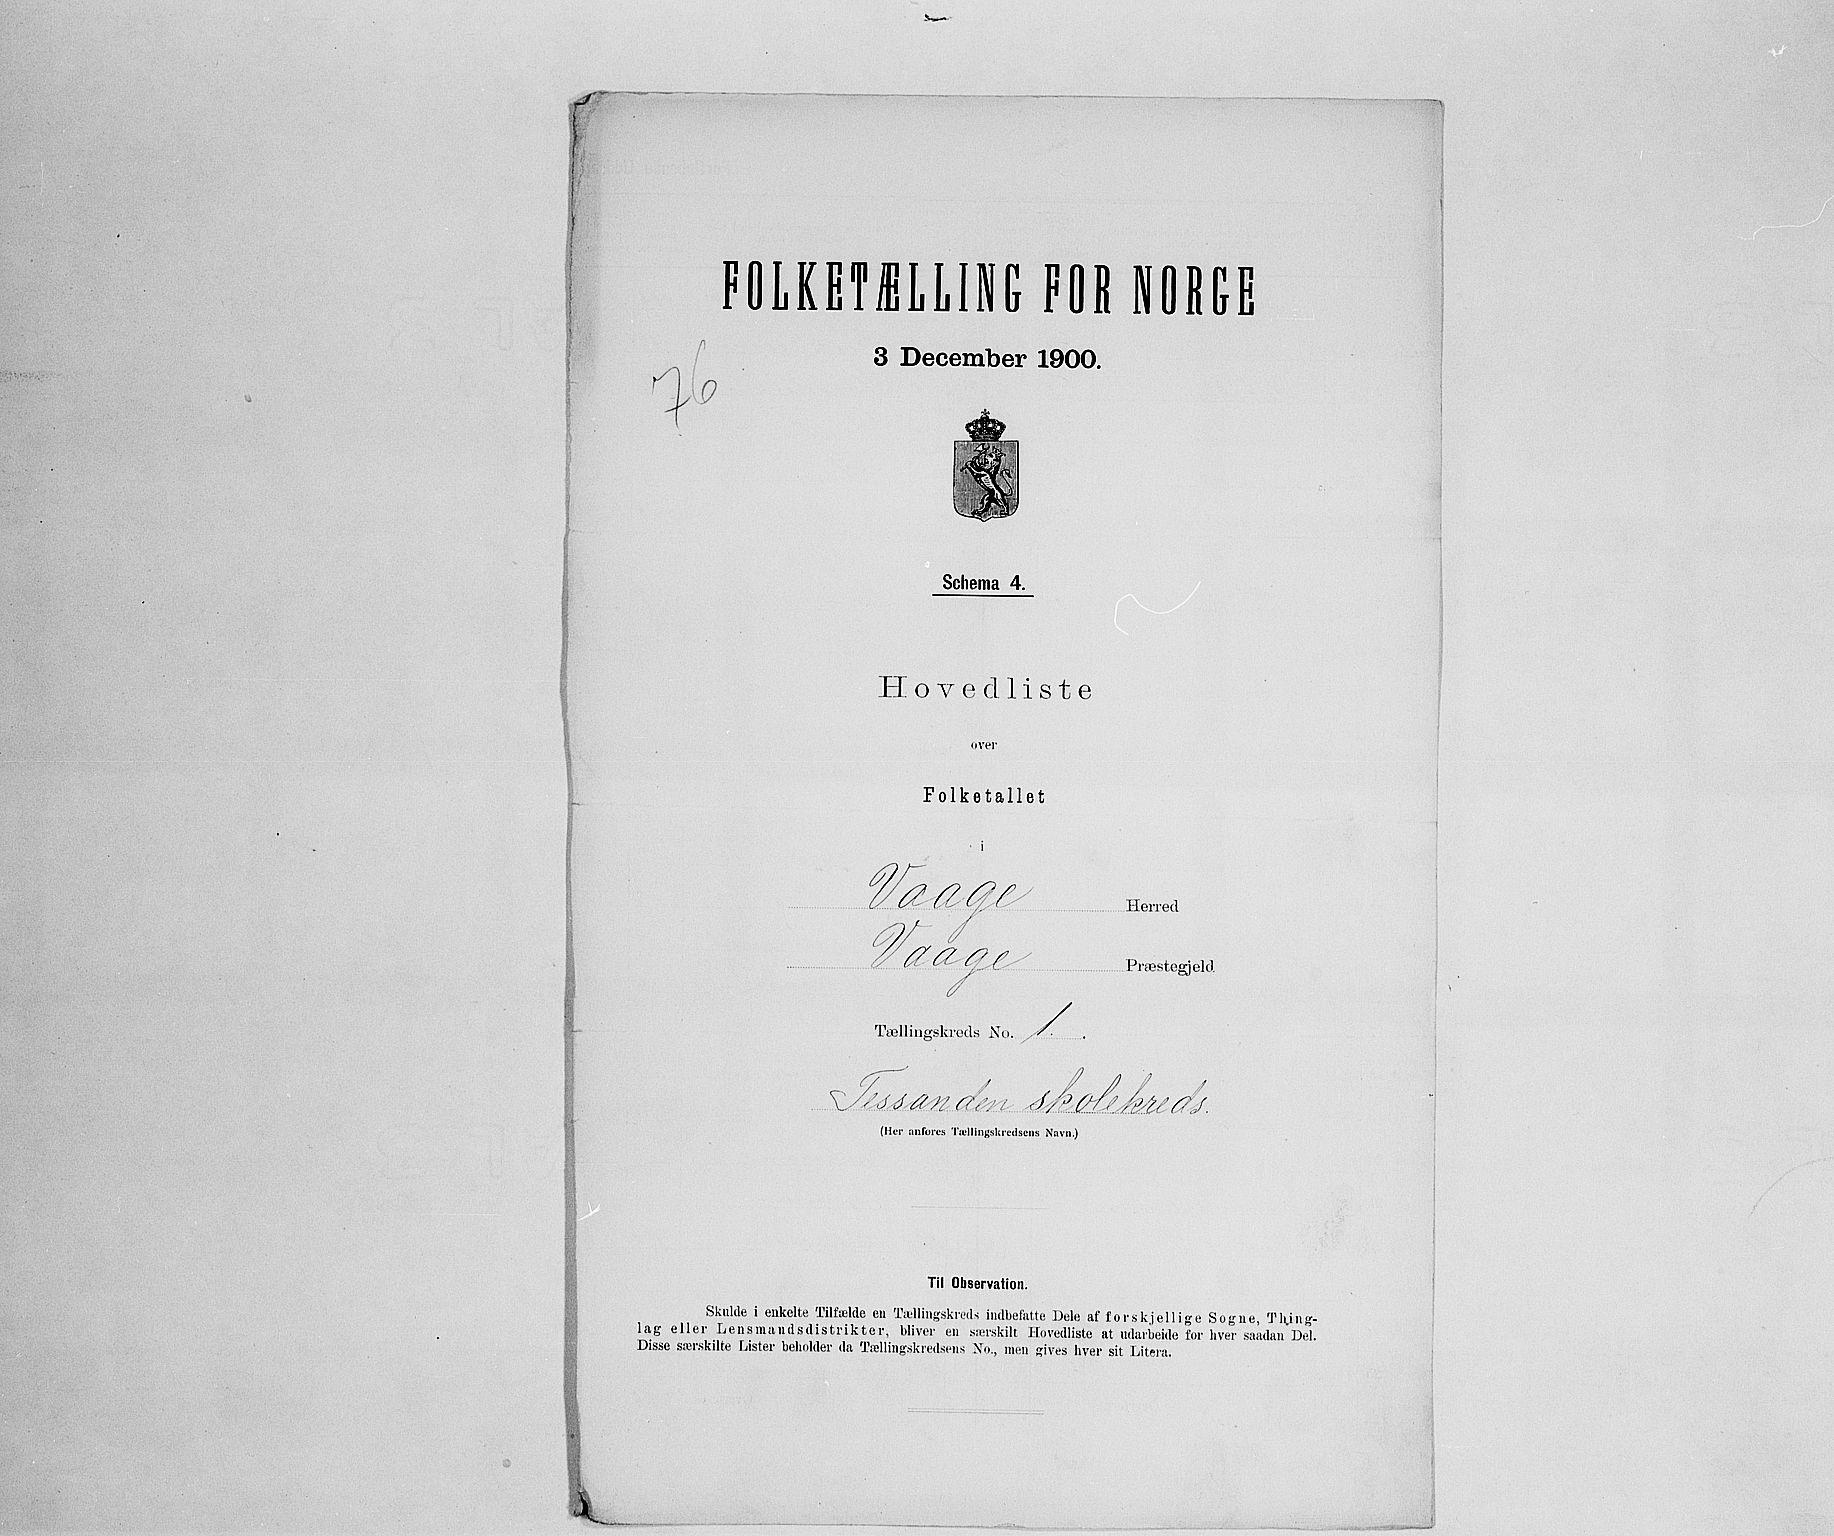 FOLKETÆLLING FOR NORGE
3 December 1900.
76
Schema 4.
Hovedliste
over
Folketallet
i
Vaage Herred
Vaage Præstegjeld
Tællingskreds No. 1.
Tessanden skolekreds.
(Her anføres Tællingskredsens Navn.)
Til Observation.
Skulde i enkelte Tilfælde en Tællingskreds indbefatte Dele af forskjellige Sogne, Thing-
lag eller Lensmandsdistrikter, bliver en særskilt Hovedliste at udarbeide for hver saadan Del.
Disse særskilte Lister beholder da Tællingskredsens No., men gives hver sit Litera.